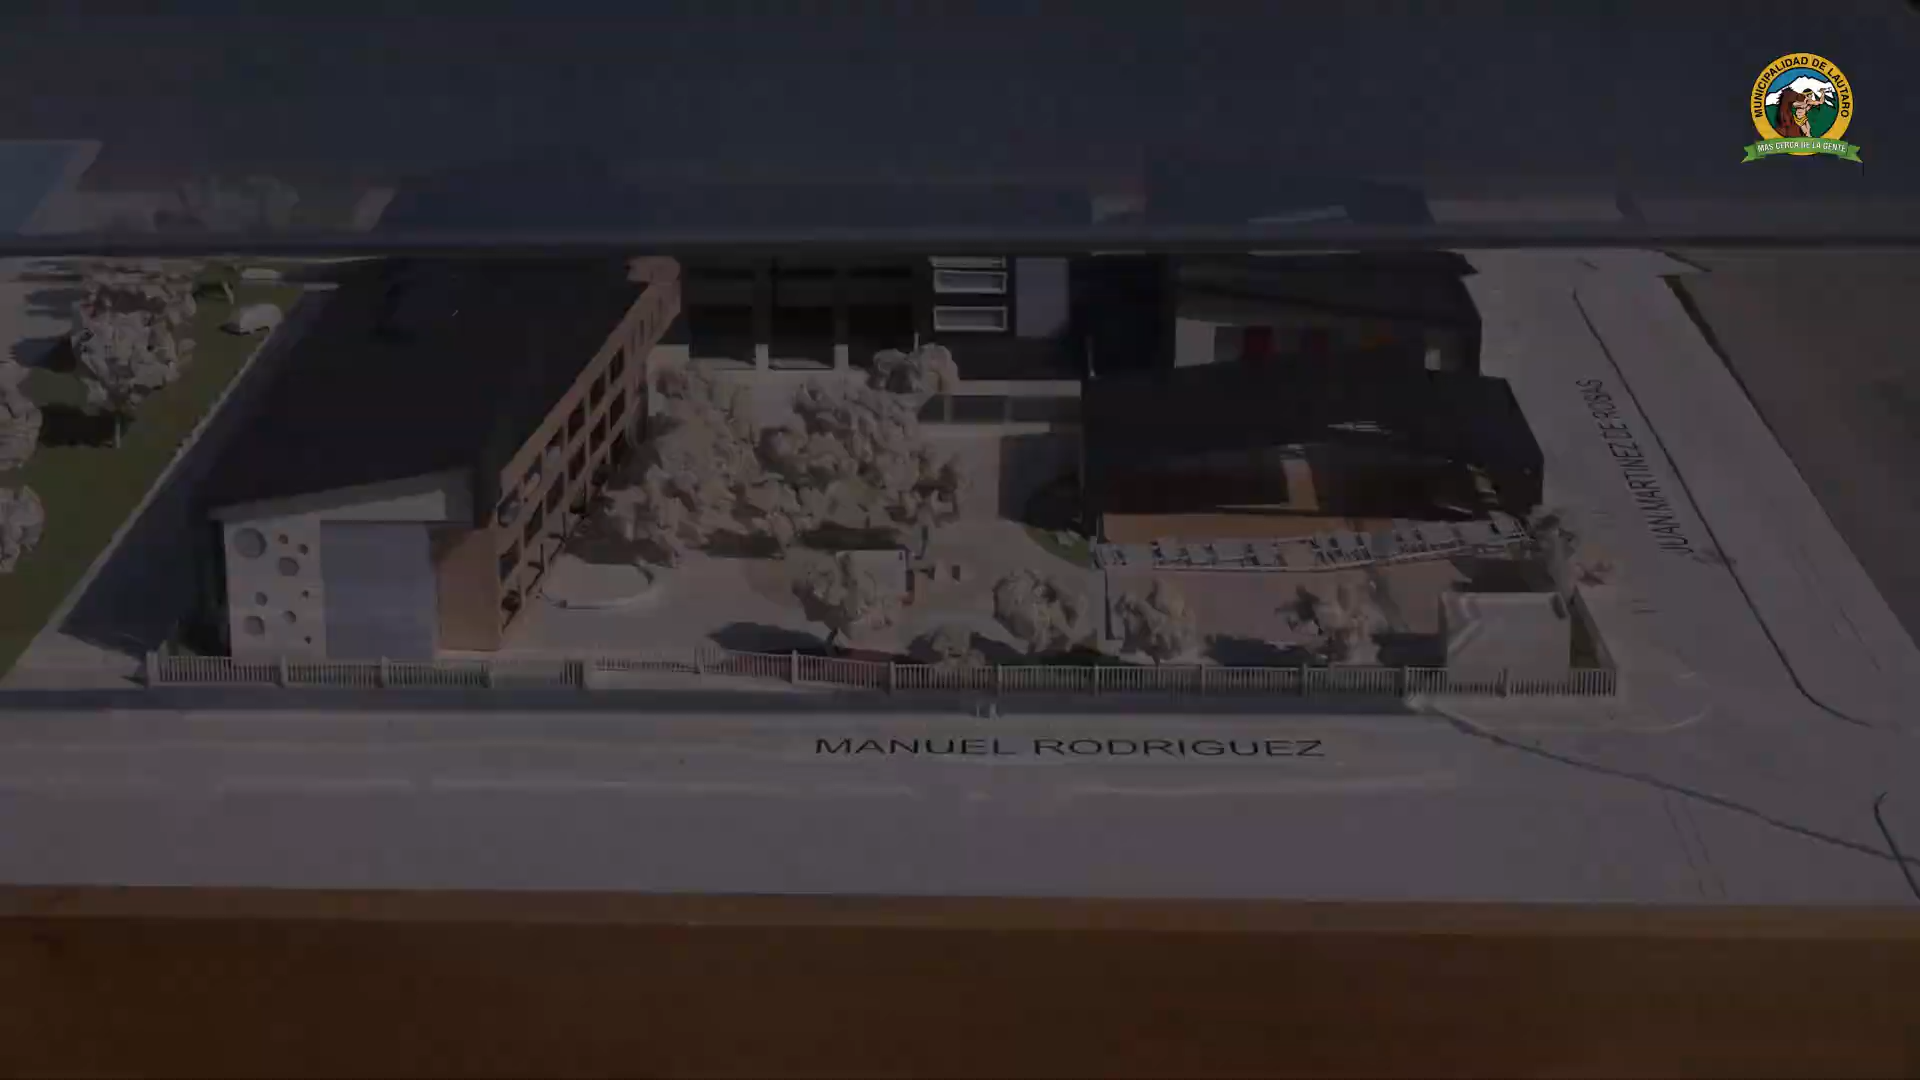 MUNICIPALIDAD DE LAUTARO
MAS CERCA DE LA GENTE
JUAN MARTINEZ DE ROSAS
MANUEL RODRIGUEZ